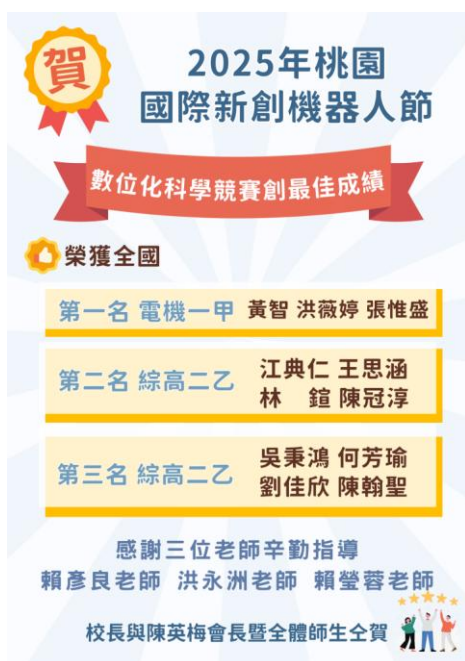 賀
2025年桃園
國際新創機器人節
數位化科學競賽創最佳成績
榮獲全國
第一名 電機一甲 黃智 洪薇婷 張惟盛
第二名 綜高二乙 江典仁 王思涵
林 鍹 陳冠淳
第三名 綜高二乙 吳秉鴻 何芳瑜
劉佳欣 陳翰聖
感謝三位老師辛勤指導
賴彥良老師 洪永洲老師 賴瑩蓉老師
校長與陳英梅會長暨全體師生仝賀